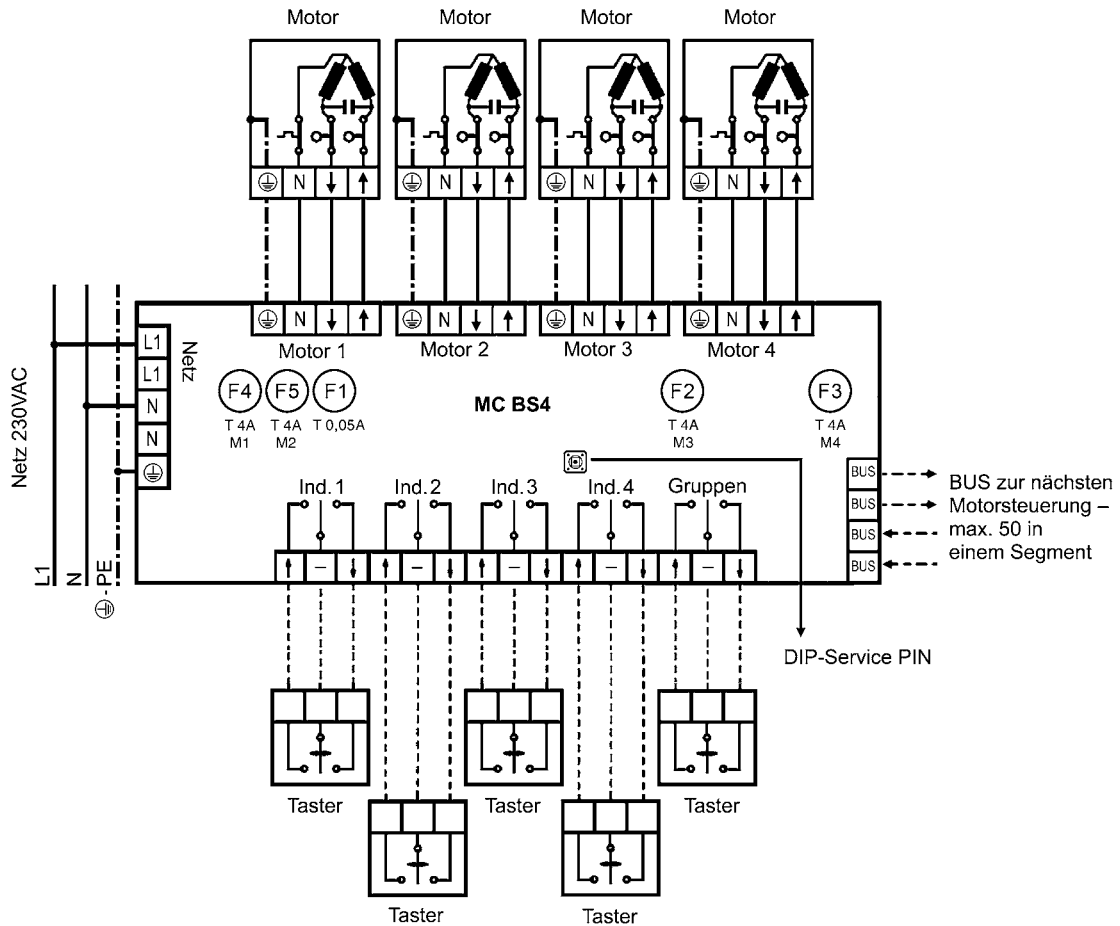 Motor Motor Motor Motor
N N N N
N N N N
Motor 1 Motor 2 Motor 3 Motor 4
Netz 230VAC
L1
L1
N
N
Netz
F4 F5 F1 MC BS4 F2 F3
T 4A T 4A T 0,05A T 4A T 4A
M1 M2 M3 M4
Ind.1 Ind.2 Ind.3 Ind.4 Gruppen
– – – – –
BUS
BUS
BUS
BUS
BUS zur nächsten
Motorsteuerung –
max. 50 in
einem Segment
L1
N
- PE
DIP-Service PIN
Taster Taster Taster
Taster Taster